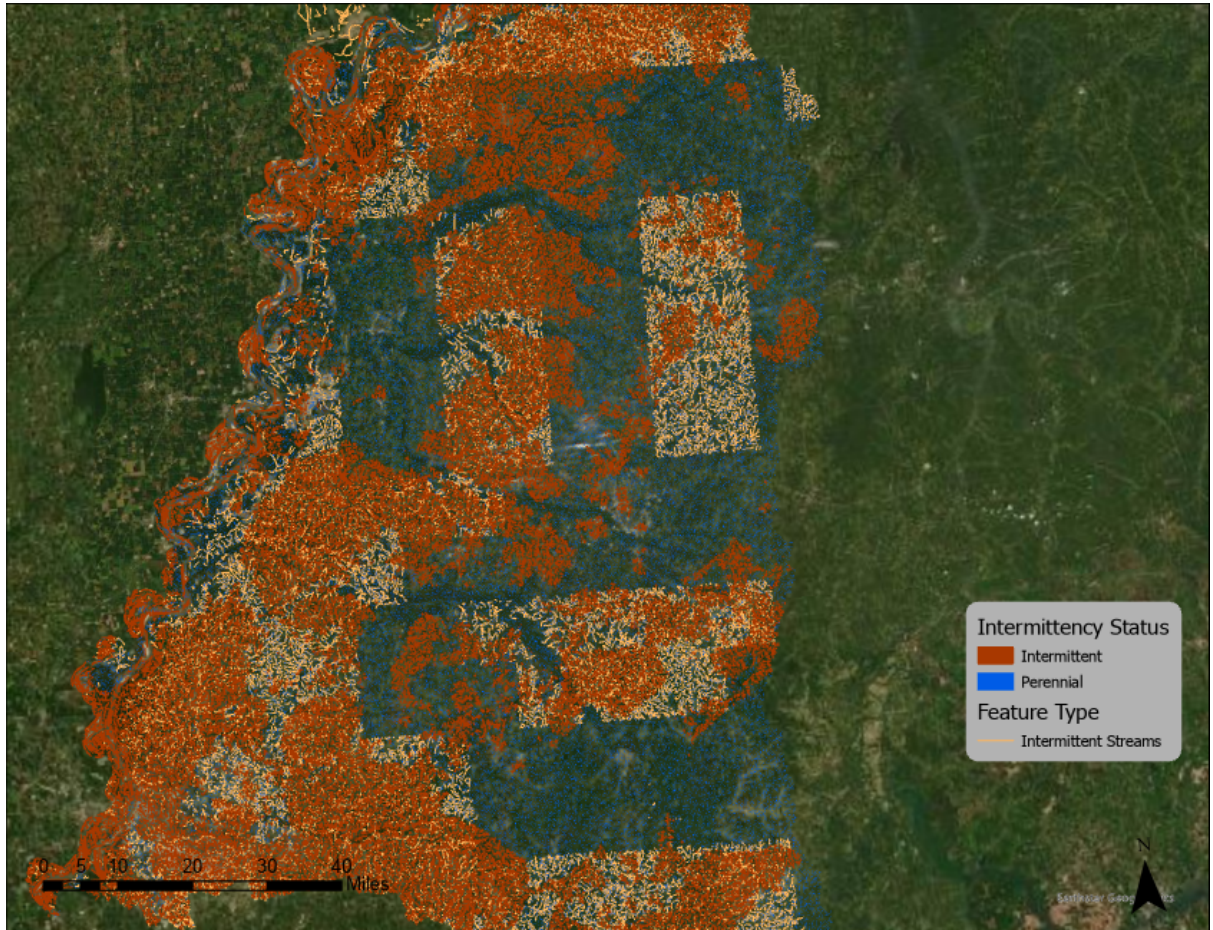 Intermittency Status
Intermittent
Perennial
Feature Type
Intermittent Streams
0 5 10 20 30 40
Miles
N